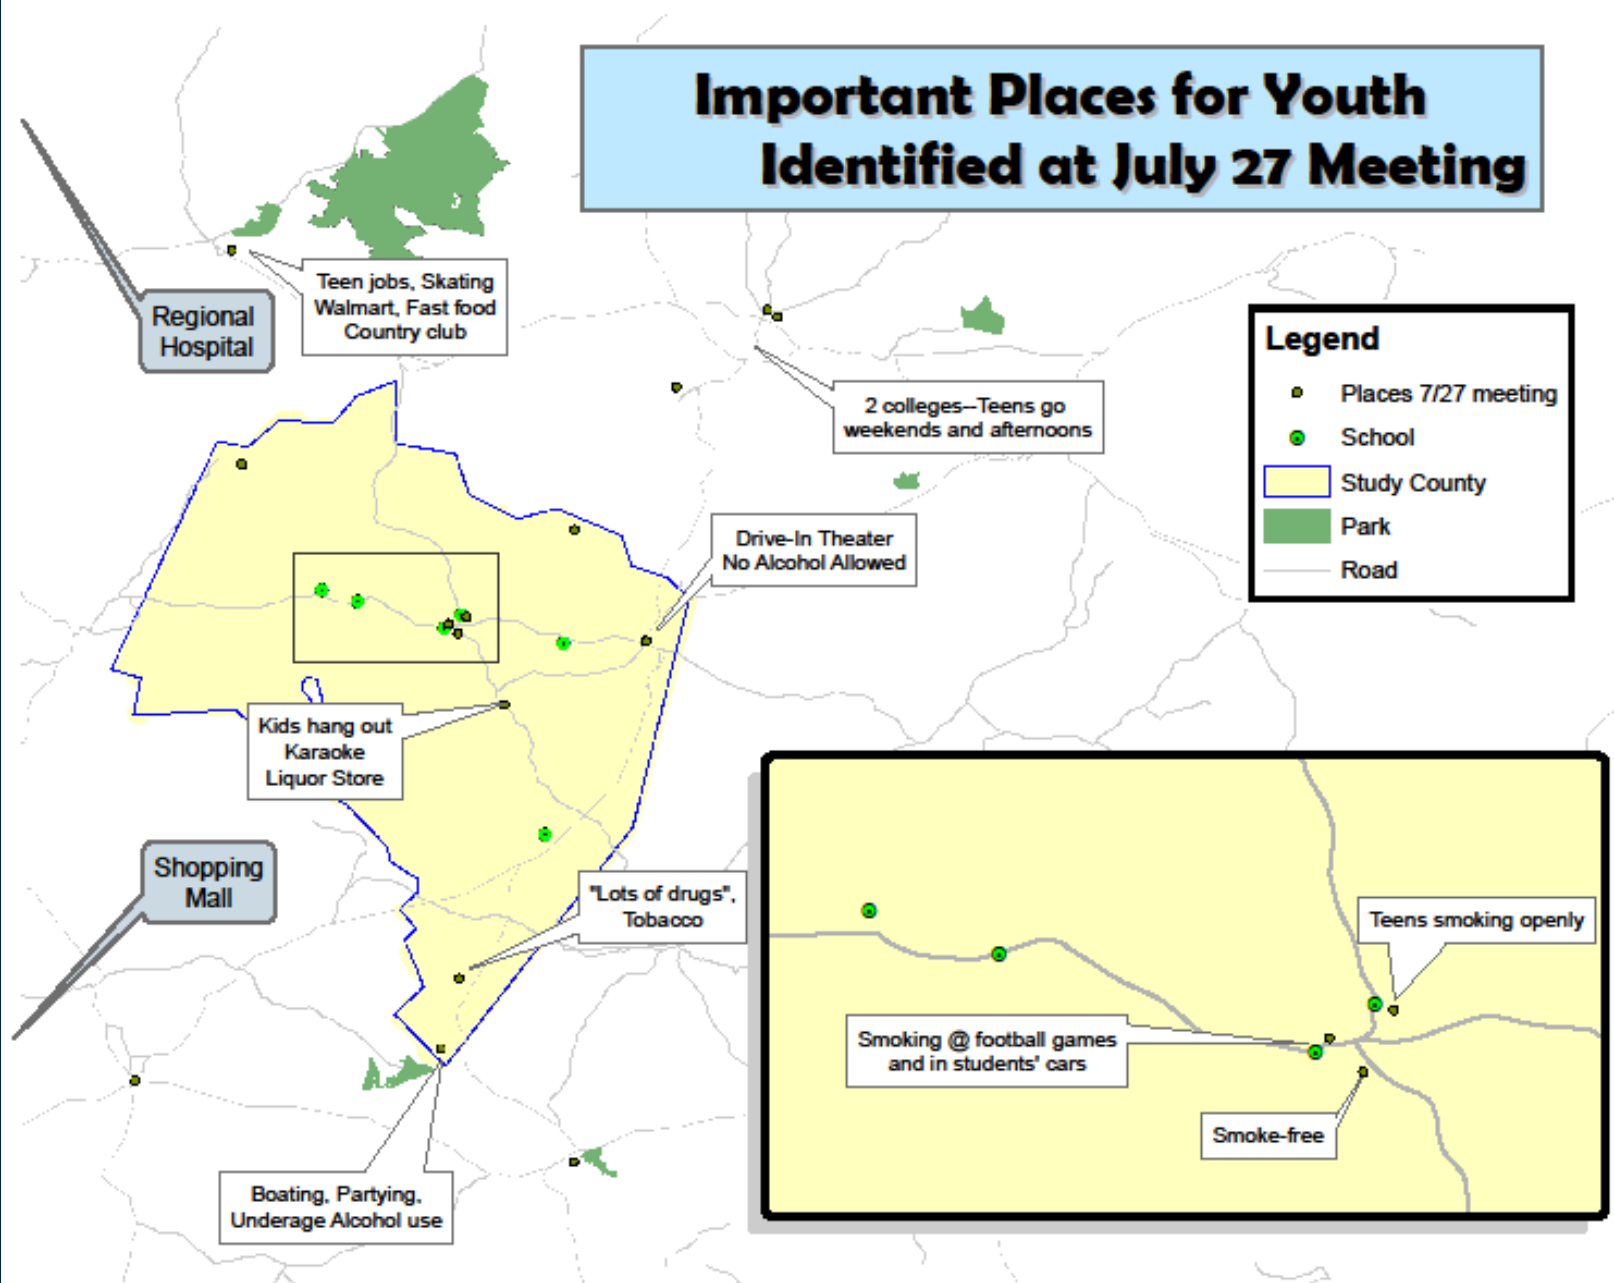 Important Places for Youth
Identified at July 27 Meeting
Regional
Hospital
Teen jobs, Skating
Walmart, Fast food
Country club
2 colleges--Teens go
weekends and afternoons
Legend
Places 7/27 meeting
School
Study County
Park
Road
Drive-In Theater
No Alcohol Allowed
Kids hang out
Karaoke
Liquor Store
Shopping
Mall
"Lots of drugs",
Tobacco
Teens smoking openly
Smoking @ football games
and in students' cars
Smoke-free
Boating, Partying,
Underage Alcohol use